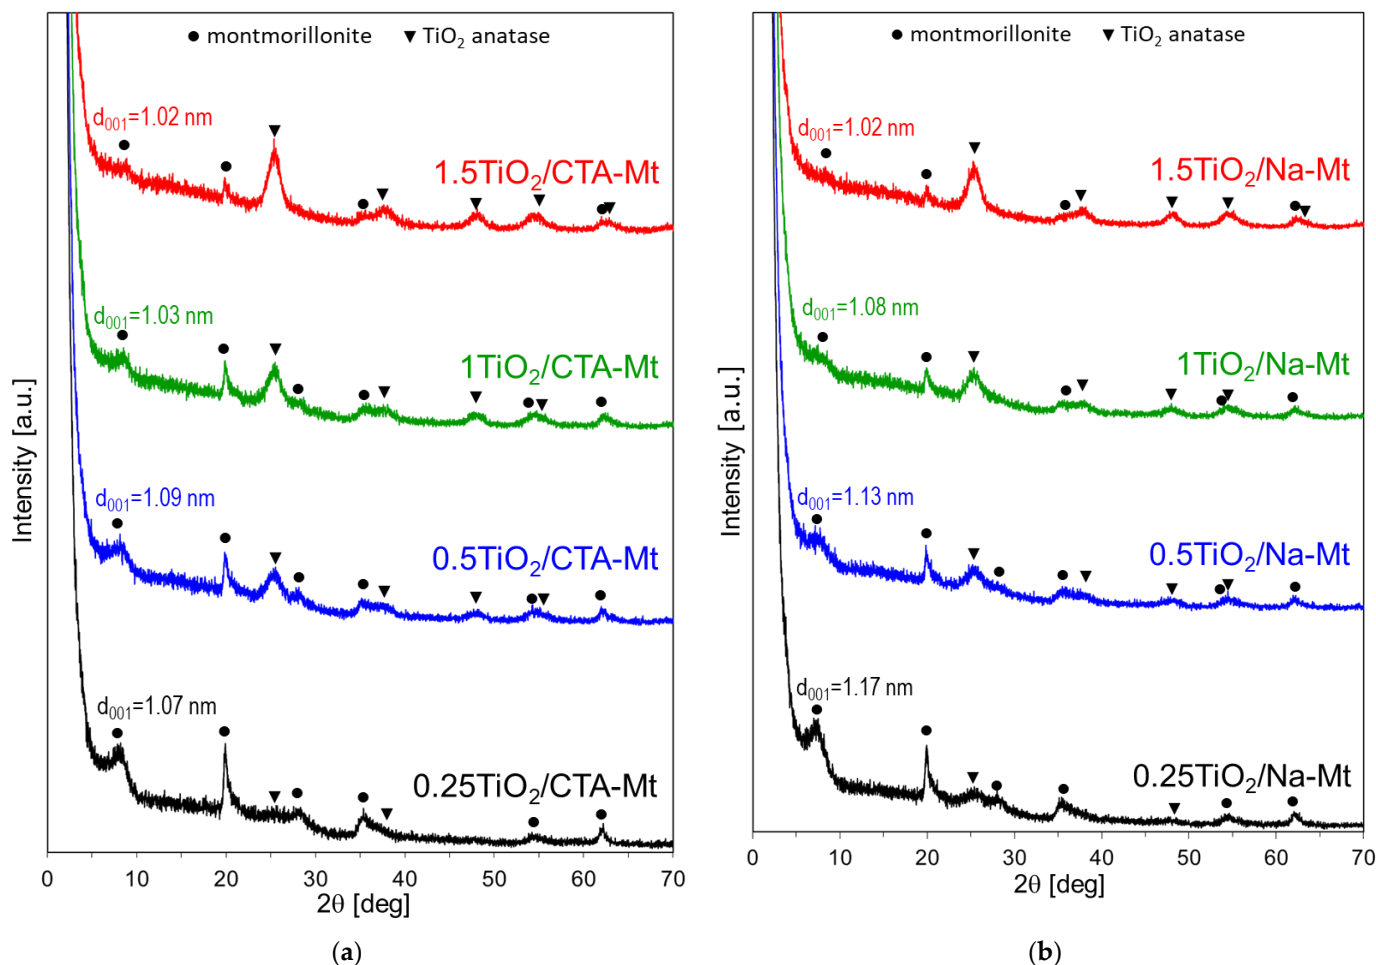 ● montmorillonite ▼ TiO₂ anatase
d₀₀₁=1.02 nm
1.5TiO₂/CTA-Mt
d₀₀₁=1.03 nm
1TiO₂/CTA-Mt
d₀₀₁=1.09 nm
0.5TiO₂/CTA-Mt
d₀₀₁=1.07 nm
0.25TiO₂/CTA-Mt
Intensity [a.u.]
0 10 20 30 40 50 60 70
2θ [deg]
(a)
● montmorillonite ▼ TiO₂ anatase
d₀₀₁=1.02 nm
1.5TiO₂/Na-Mt
d₀₀₁=1.08 nm
1TiO₂/Na-Mt
d₀₀₁=1.13 nm
0.5TiO₂/Na-Mt
d₀₀₁=1.17 nm
0.25TiO₂/Na-Mt
Intensity [a.u.]
0 10 20 30 40 50 60 70
2θ [deg]
(b)